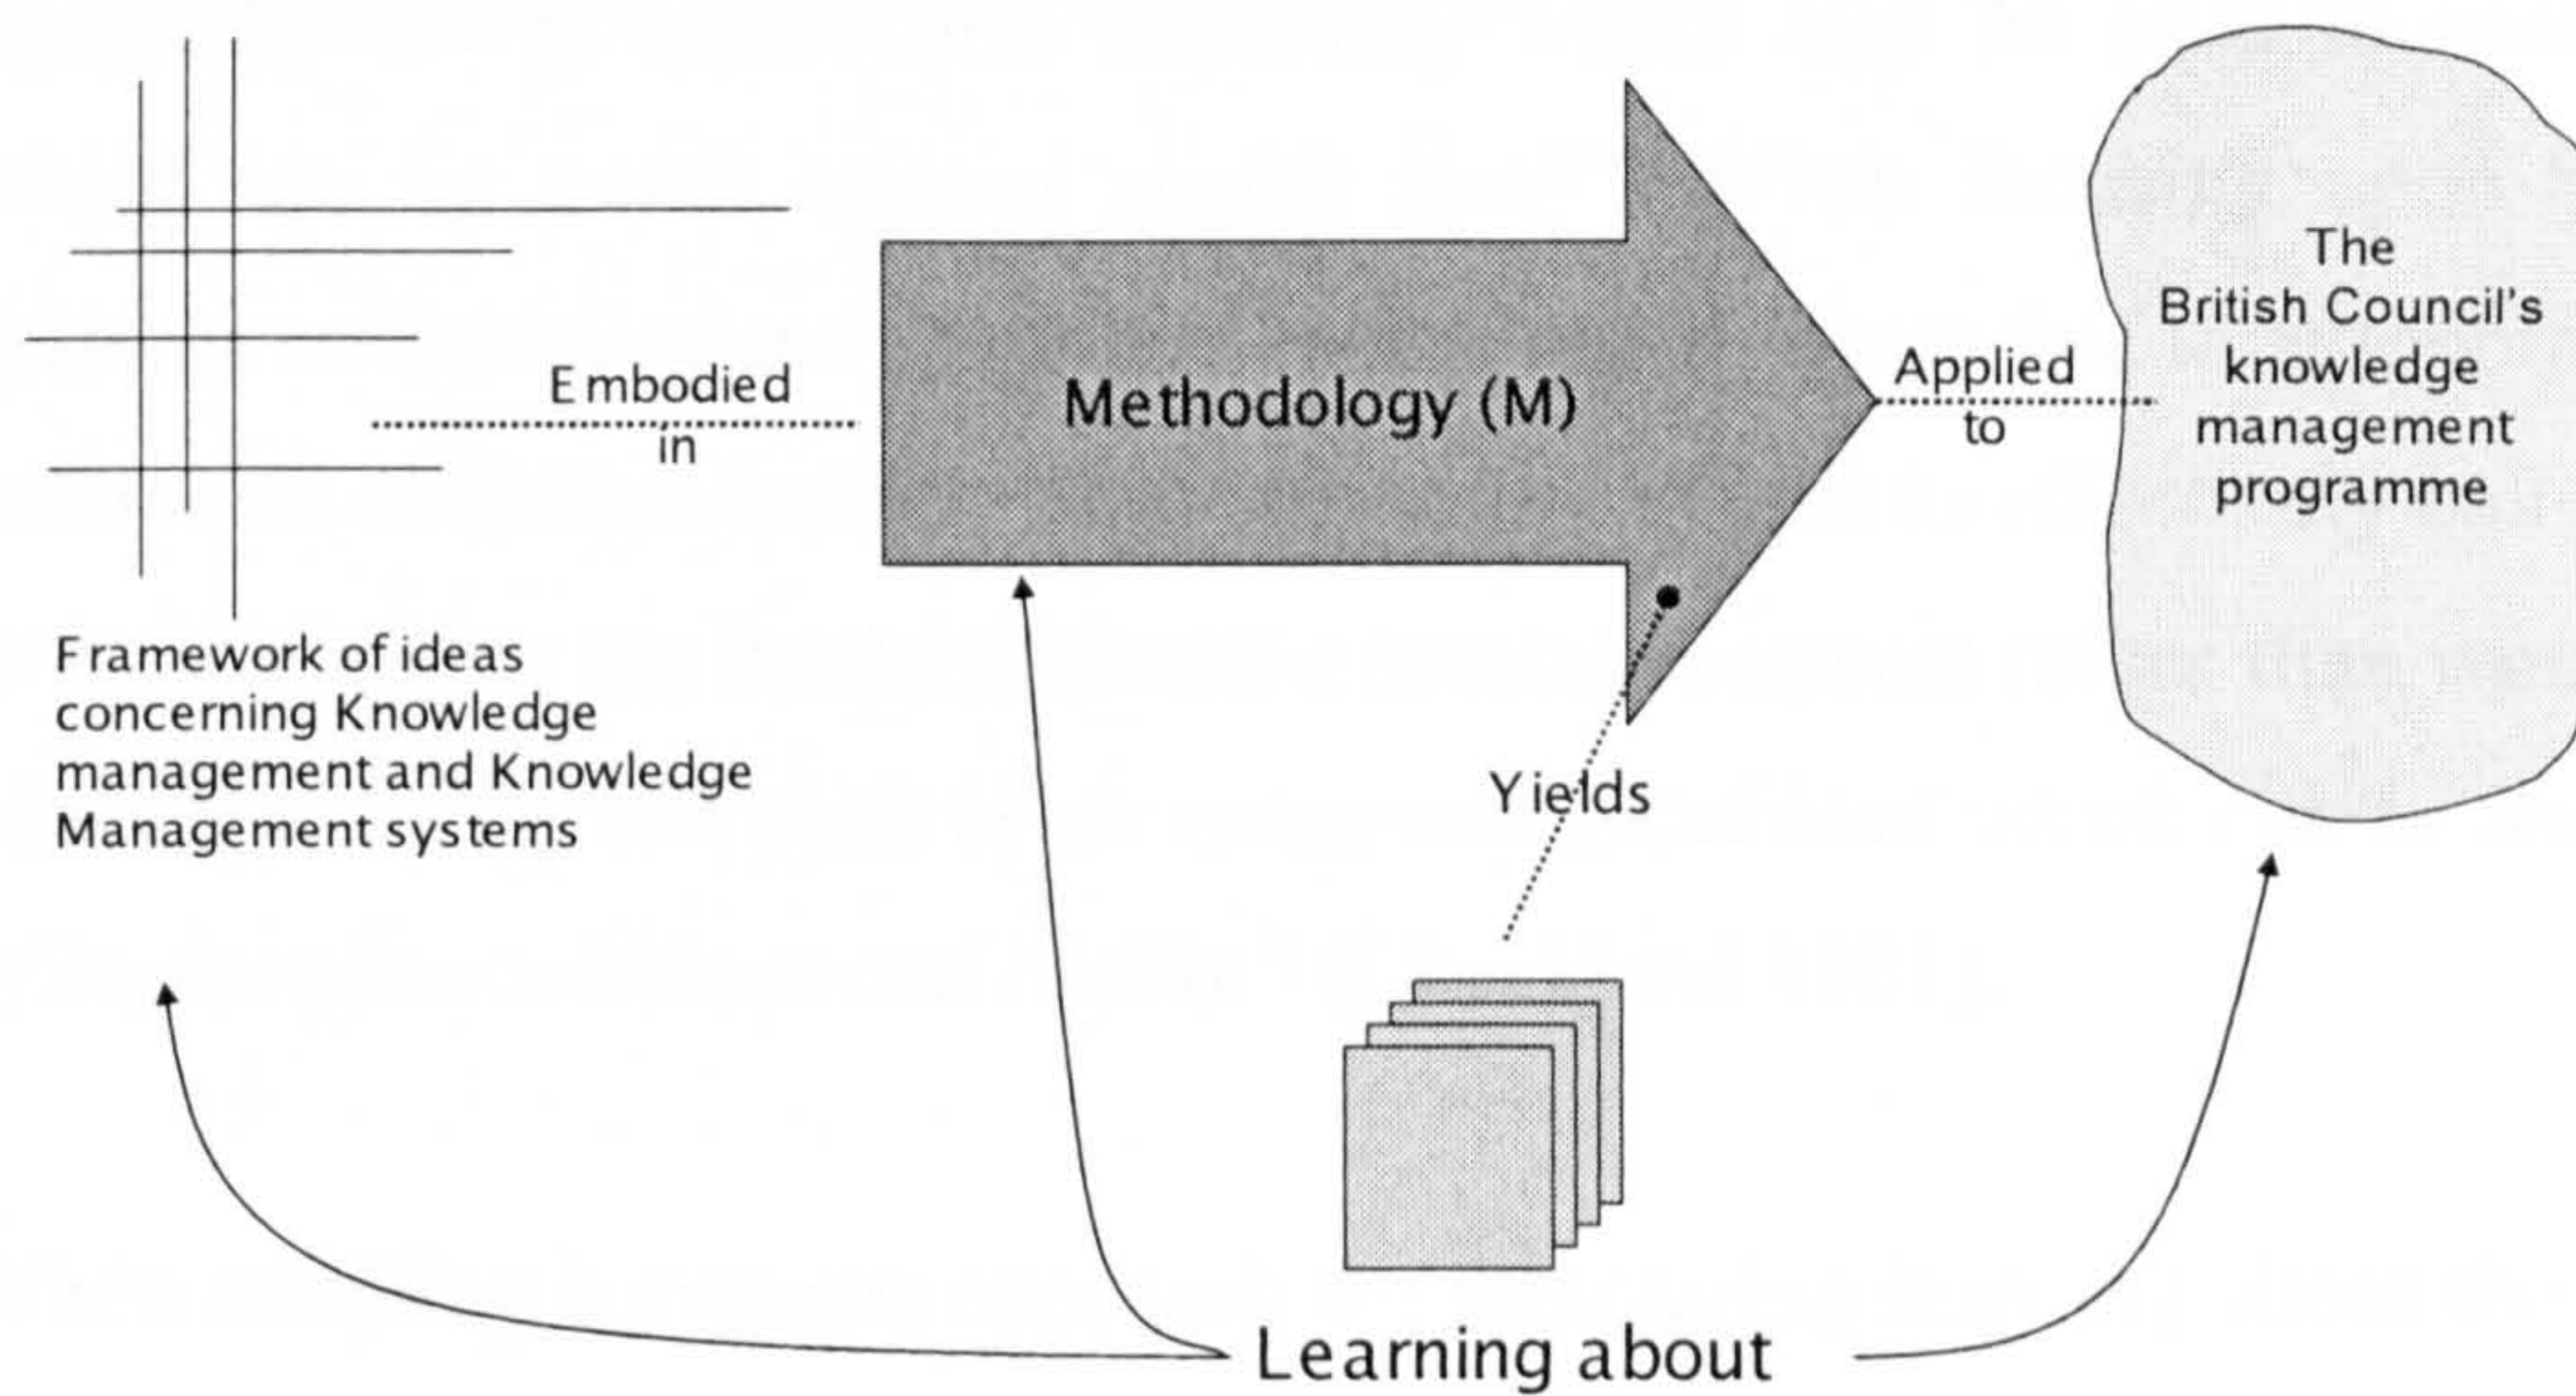 The
British Council's
knowledge
management
programme
Embodied
in
Methodology (M)
Applied
to
Framework of ideas
concerning Knowledge
management and Knowledge
Management systems
Yields
Learning about